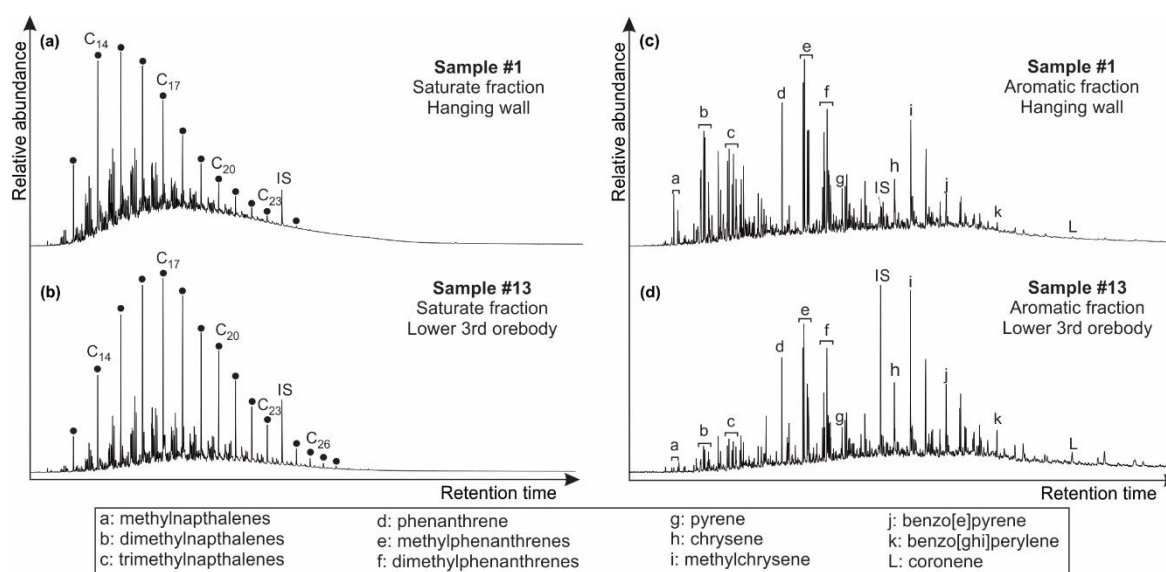 Relative abundance
(a)
C14
C17
C20
C23
IS
Sample #1
Saturate fraction
Hanging wall
(b)
C14
C17
C20
C23
IS
C26
Sample #13
Saturate fraction
Lower 3rd orebody
Retention time
Relative abundance
(c)
a
b
c
d
e
f
g
IS
h
i
j
k
L
Sample #1
Aromatic fraction
Hanging wall
(d)
a
b
c
d
e
f
g
IS
h
i
j
k
L
Sample #13
Aromatic fraction
Lower 3rd orebody
Retention time
a: methylnapthalenes
b: dimethylnapthalenes
c: trimethylnapthalenes
d: phenanthrene
e: methylphenanthrenes
f: dimethylphenanthrenes
g: pyrene
h: chrysene
i: methylchrysene
j: benzo[e]pyrene
k: benzo[ghi]perylene
L: coronene